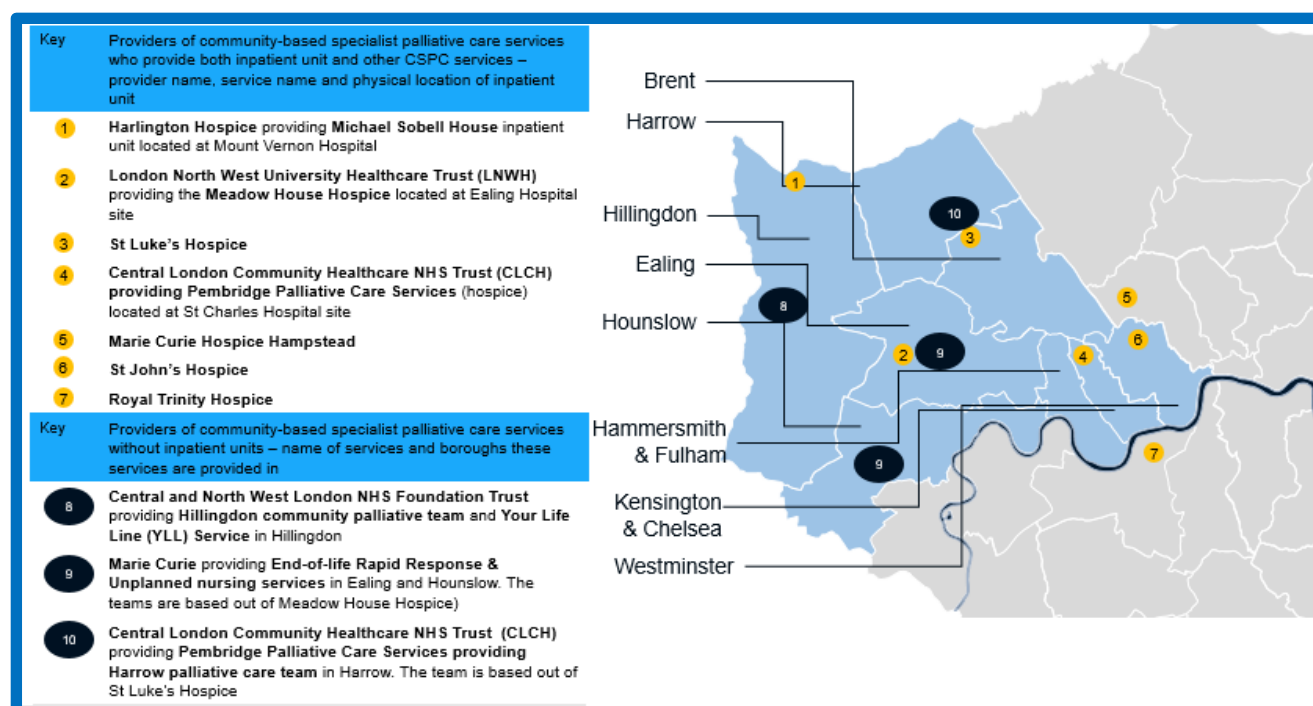 Key
Providers of community-based specialist palliative care services
who provide both inpatient unit and other CSPC services –
provider name, service name and physical location of inpatient
unit
1
Harlington Hospice providing Michael Sobell House inpatient
unit located at Mount Vernon Hospital
2
London North West University Healthcare Trust (LNWH)
providing the Meadow House Hospice located at Ealing Hospital
site
3
St Luke's Hospice
4
Central London Community Healthcare NHS Trust (CLCH)
providing Pembridge Palliative Care Services (hospice)
located at St Charles Hospital site
5
Marie Curie Hospice Hampstead
6
St John's Hospice
7
Royal Trinity Hospice
Key
Providers of community-based specialist palliative care services
without inpatient units – name of services and boroughs these
services are provided in
8
Central and North West London NHS Foundation Trust
providing Hillingdon community palliative team and Your Life
Line (YLL) Service in Hillingdon
9
Marie Curie providing End-of-life Rapid Response &
Unplanned nursing services in Ealing and Hounslow. The
teams are based out of Meadow House Hospice)
10
Central London Community Healthcare NHS Trust (CLCH)
providing Pembridge Palliative Care Services providing
Harrow palliative care team in Harrow. The team is based out of
St Luke's Hospice
Brent
Harrow
Hillingdon
Ealing
Hounslow
Hammersmith
& Fulham
Kensington
& Chelsea
Westminster
1
10
3
8
5
6
2
9
4
9
7